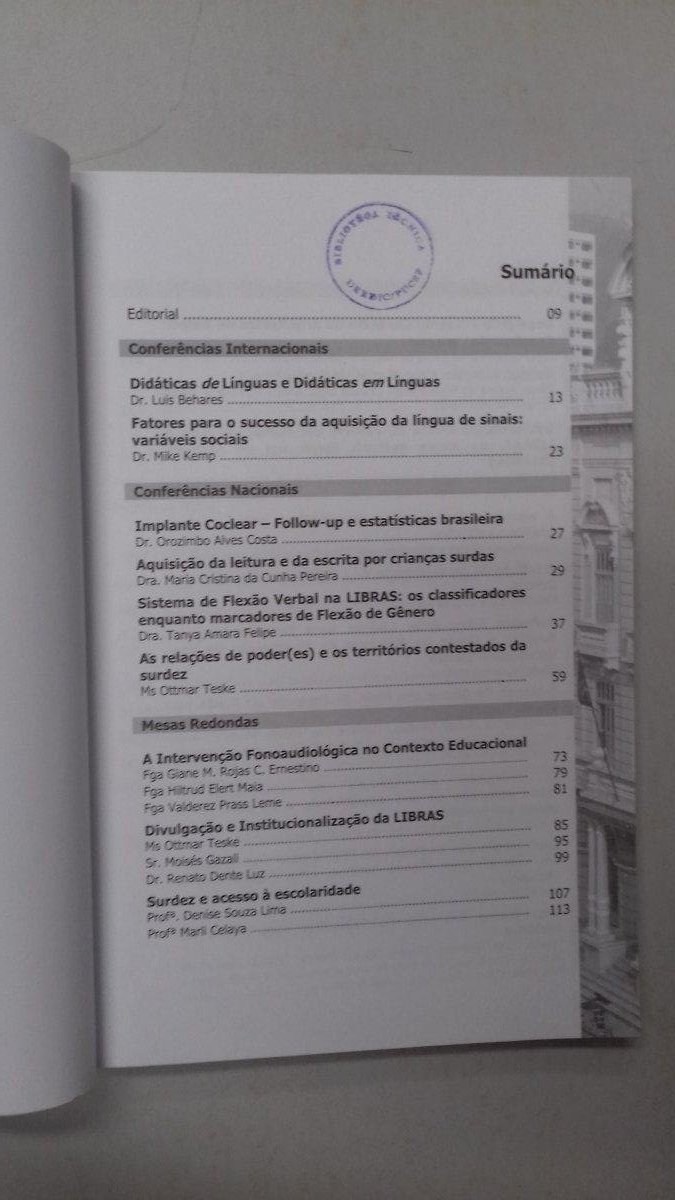 BIBLIOTECA TÉCNICA
DERDIC/PUCSP
Sumário
Editorial ........ 09
Conferências Internacionais
Didáticas de Línguas e Didáticas em Línguas
Dr. Luis Behares ........ 13
Fatores para o sucesso da aquisição da língua de sinais:
variáveis sociais
Dr. Mike Kemp ........ 23
Conferências Nacionais
Implante Coclear – Follow-up e estatísticas brasileira
Dr. Orozimbo Alves Costa ........ 27
Aquisição da leitura e da escrita por crianças surdas
Dra. Maria Cristina da Cunha Pereira ........ 29
Sistema de Flexão Verbal na LIBRAS: os classificadores
enquanto marcadores de Flexão de Gênero
Dra. Tanya Amara Felipe ........ 37
As relações de poder(es) e os territórios contestados da
surdez
Ms Ottmar Teske ........ 59
Mesas Redondas
A Intervenção Fonoaudiológica no Contexto Educacional
Fga Giane M. Rojas C. Ernestino ........ 73
Fga Hiltrud Elert Maia ........ 79
Fga Valderez Prass Leme ........ 81
Divulgação e Institucionalização da LIBRAS
Ms Ottmar Teske ........ 85
Sr. Moisés Gazali ........ 95
Dr. Renato Dente Luz ........ 99
Surdez e acesso à escolaridade
Profª. Denise Souza Lima ........ 107
Profª Marli Celaya ........ 113